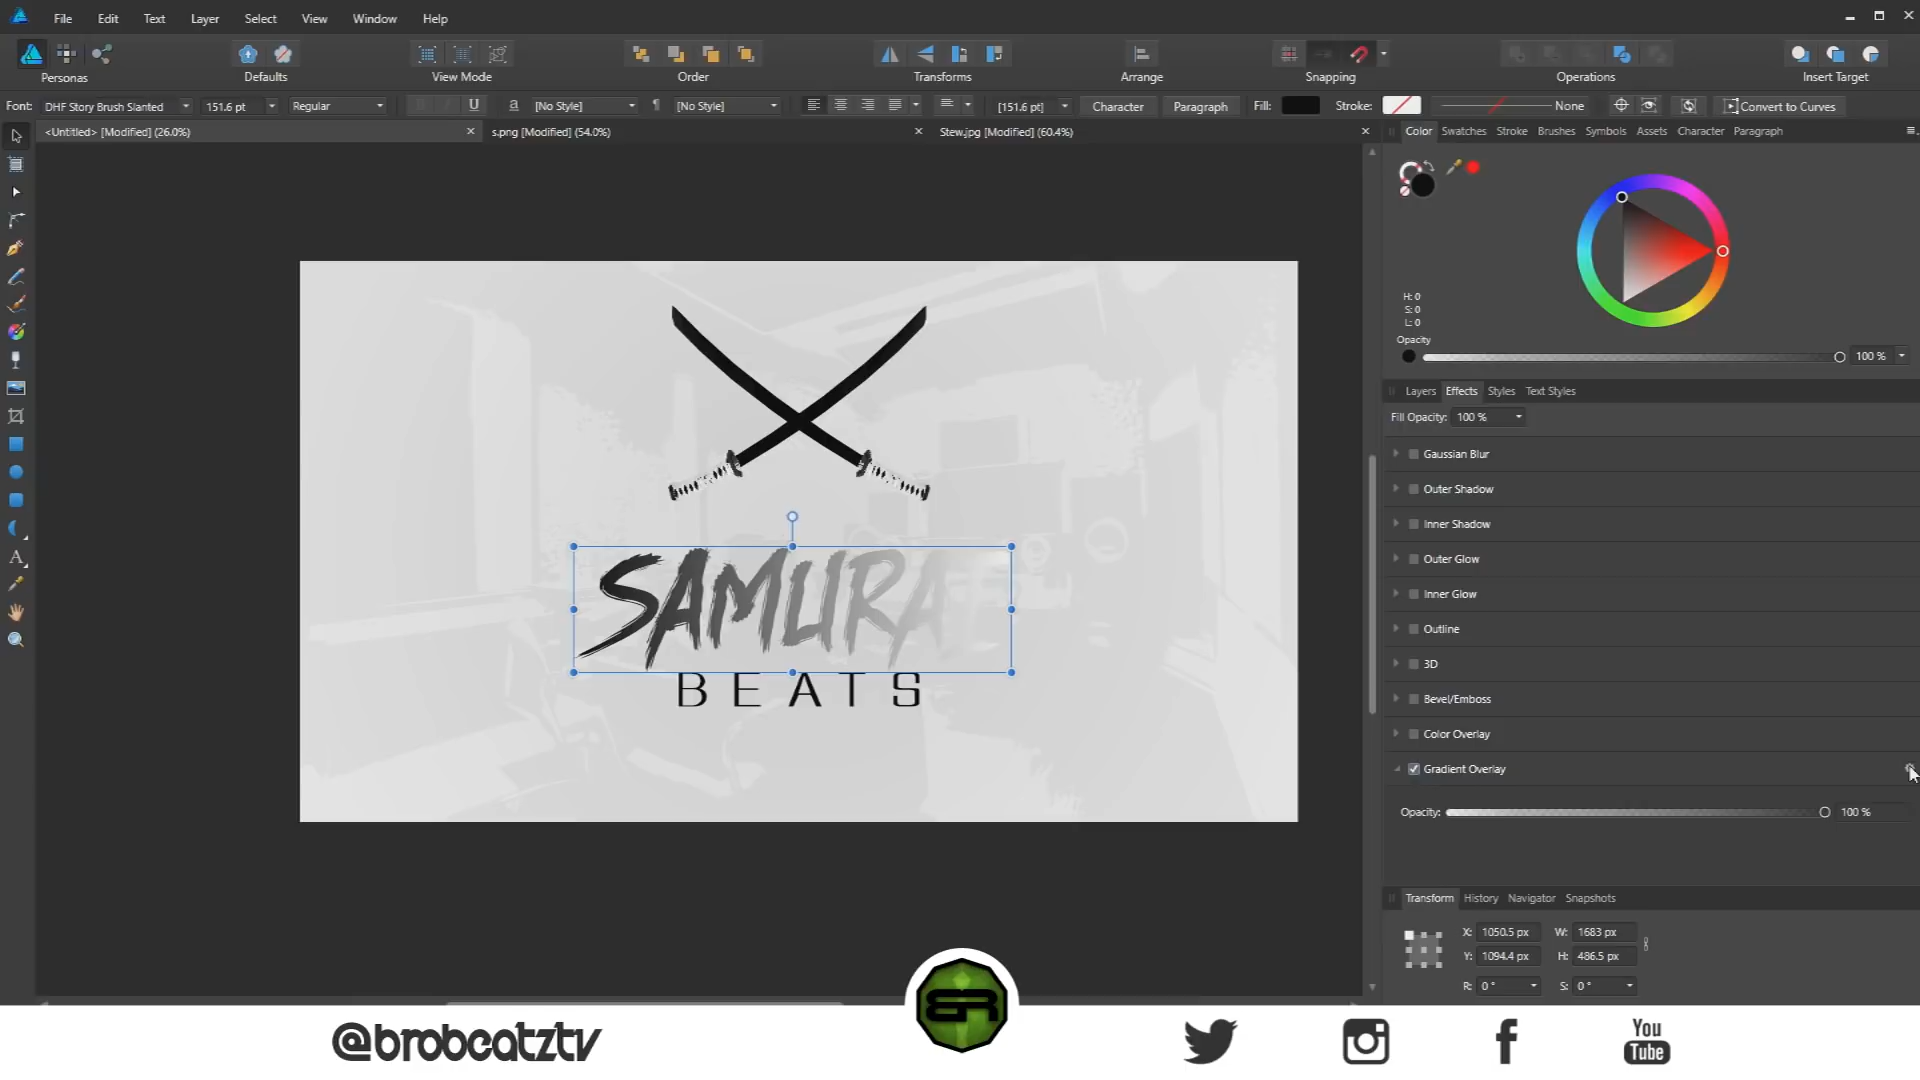 File Edit Text Layer Select View Window Help
Personas Defaults View Mode Order Transforms Arrange Snapping Operations Insert Target
Font: DHF Story Brush Slanted 151.6 pt Regular U a [No Style] ¶ [No Style] [151.6 pt] Character Paragraph Fill: Stroke: None Convert to Curves
<Untitled> [Modified] (26.0%) s.png [Modified] (54.0%) Stew.jpg [Modified] (60.4%)
Color Swatches Stroke Brushes Symbols Assets Character Paragraph
H: 0
S: 0
L: 0
Opacity
100 %
Layers Effects Styles Text Styles
Fill Opacity: 100 %
Gaussian Blur
Outer Shadow
Inner Shadow
Outer Glow
Inner Glow
Outline
3D
Bevel/Emboss
Color Overlay
Gradient Overlay
Opacity: 100 %
Transform History Navigator Snapshots
X: 1050.5 px W: 1683 px
Y: 1094.4 px H: 486.5 px
R: 0 ° S: 0 °
SAMURA
BEATS
@brobeatztv
BR
You
Tube